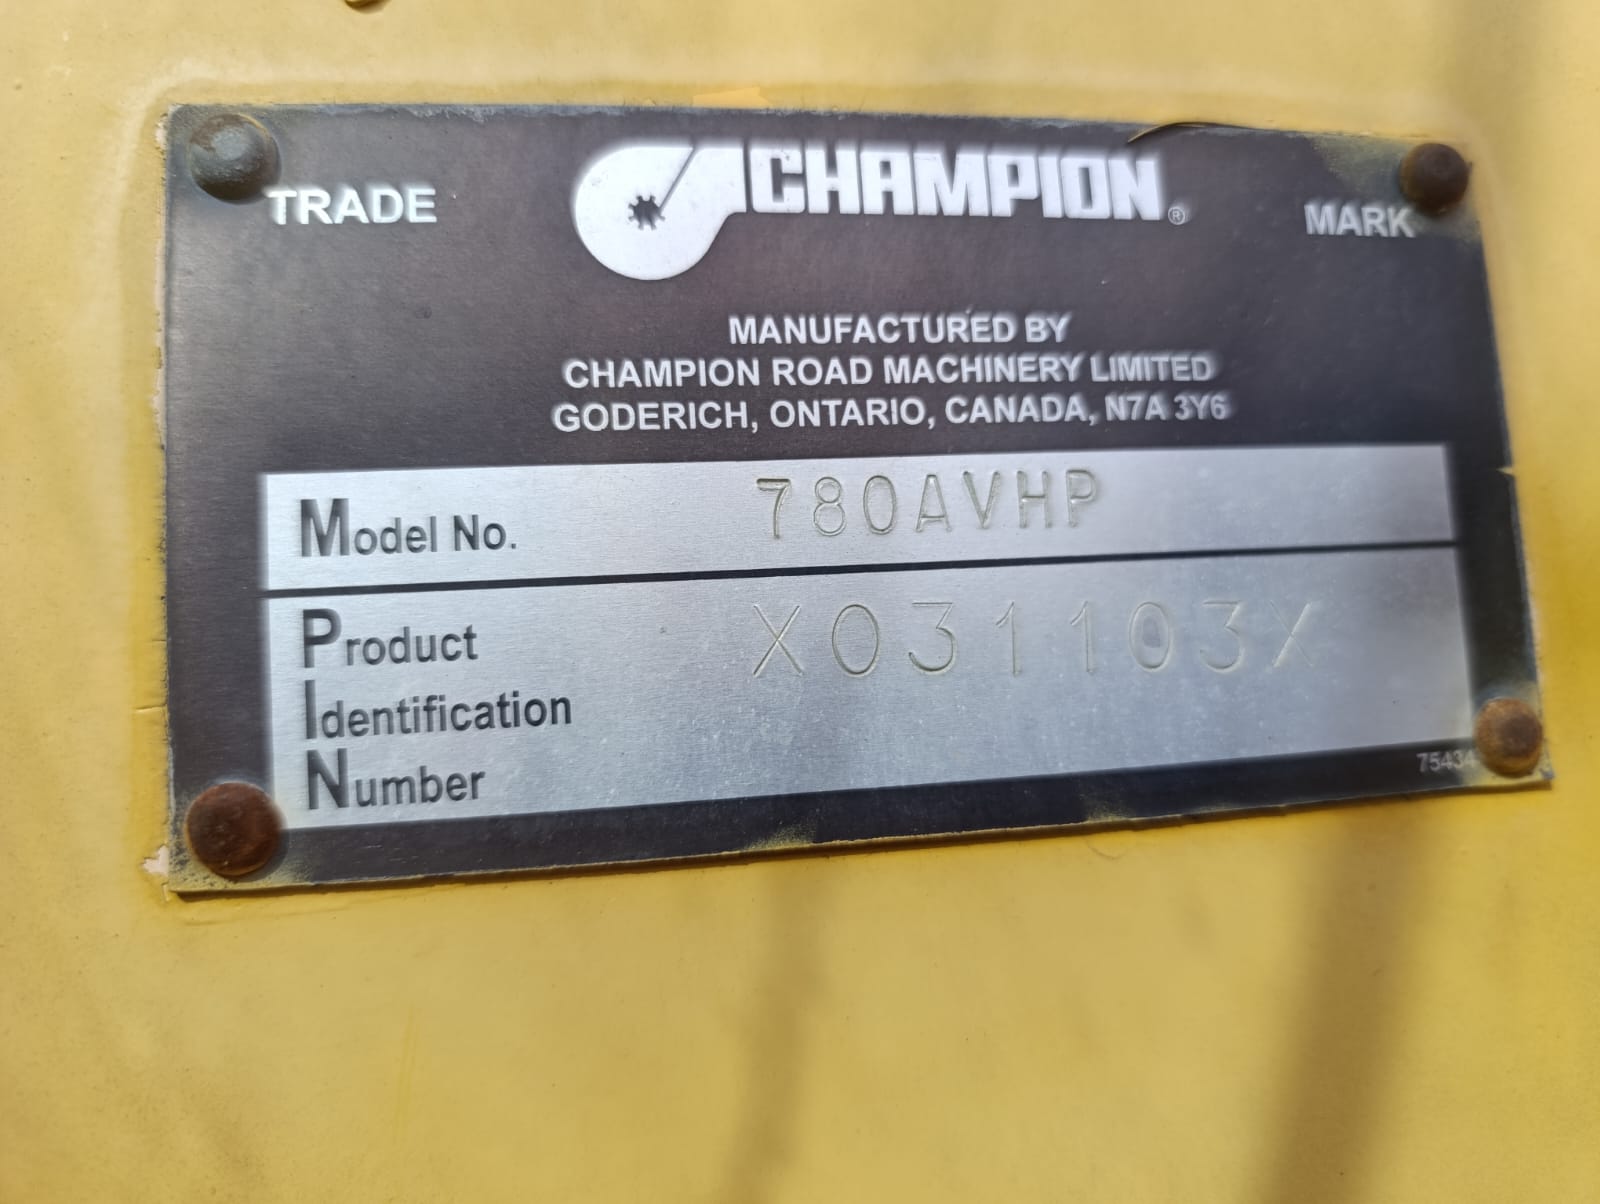 TRADE CHAMPION ® MARK
MANUFACTURED BY
CHAMPION ROAD MACHINERY LIMITED
GODERICH, ONTARIO, CANADA, N7A 3Y6
Model No. 780AVHP
Product X031103X
Identification
Number
75434